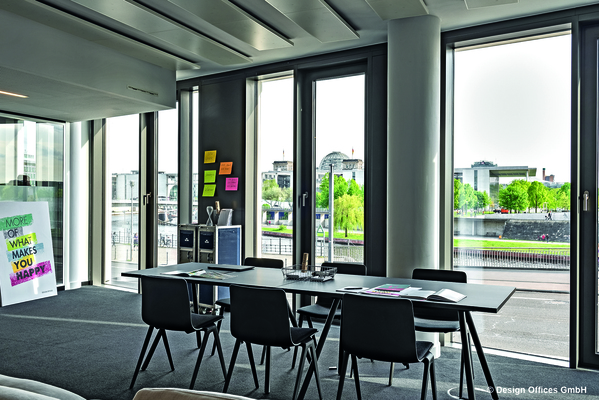 MORE
OF
WHAT
MAKES
YOU
HAPPY
© Design Offices GmbH